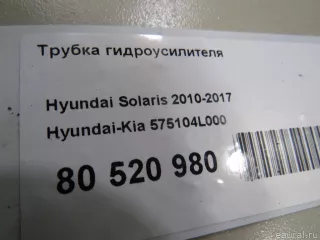 Трубка гидроусилителя
Hyundai Solaris 2010-2017
Hyundai-Kia 575104L000
80 520 980